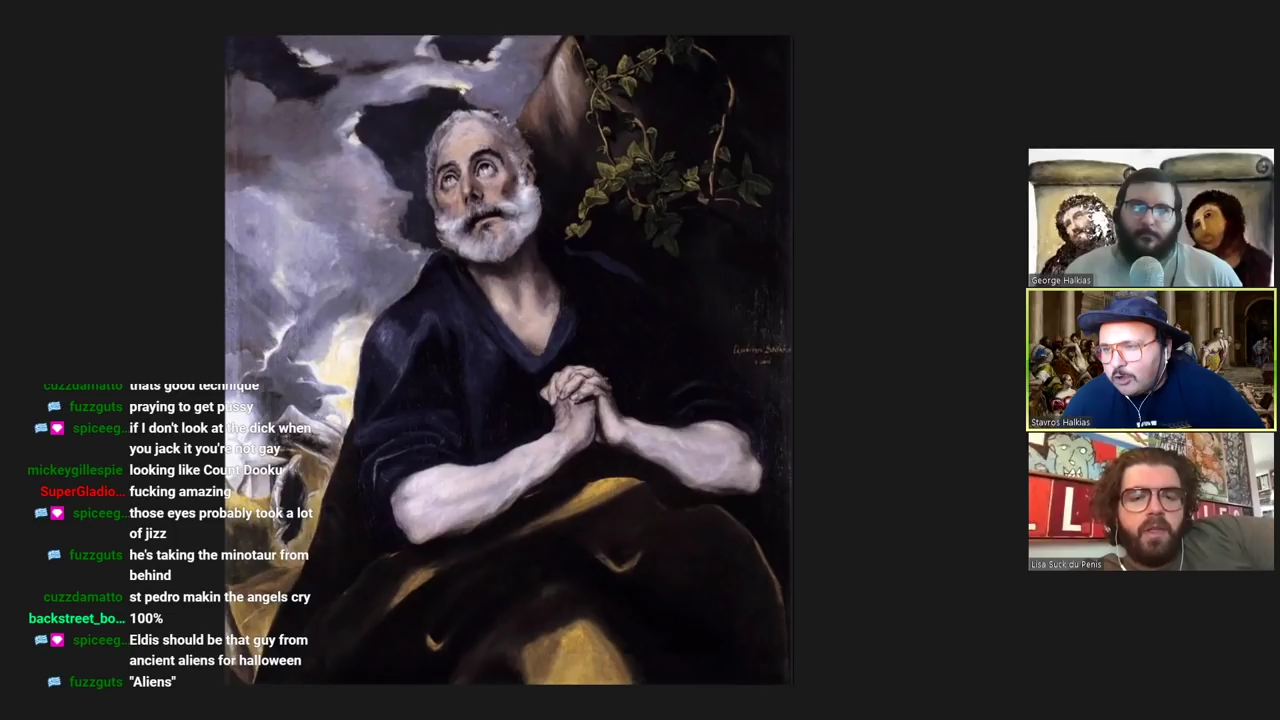 cuzzdamatto thats good technique
fuzzguts praying to get pussy
spiceeg.. if I don't look at the dick when
you jack it you're not gay
mickeygillespie looking like Count Dooku
SuperGladio... fucking amazing
spiceeg.. those eyes probably took a lot
of jizz
fuzzguts he's taking the minotaur from
behind
cuzzdamatto st pedro makin the angels cry
backstreet_bo... 100%
spiceeg.. Eldis should be that guy from
ancient aliens for halloween
fuzzguts "Aliens"
George Halkias
Stavros Halkias
L
Lisa Suck du Penis